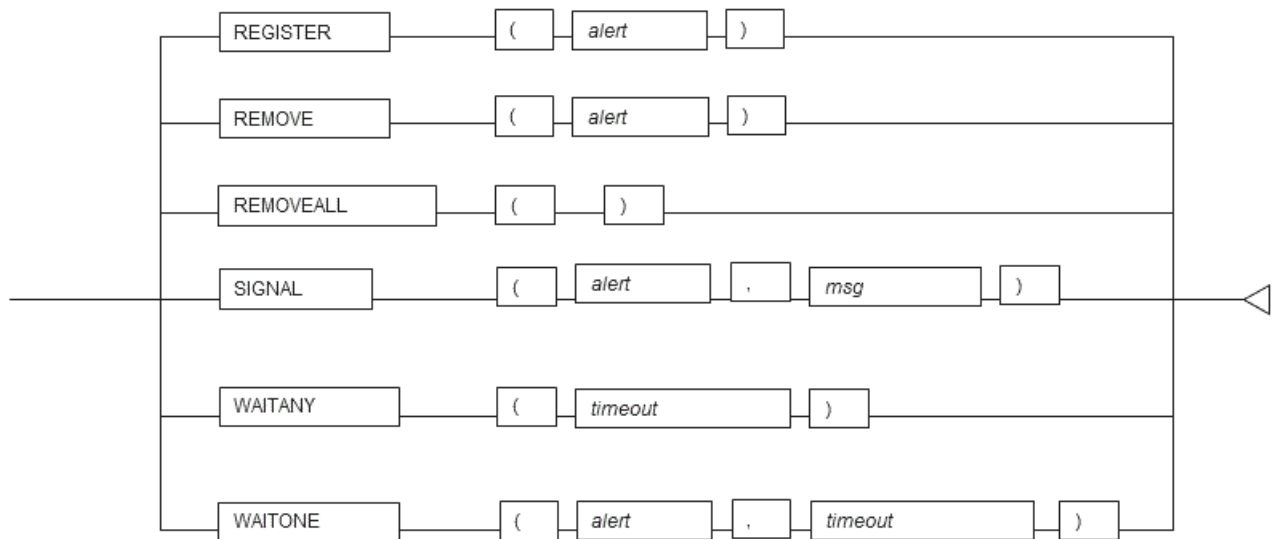 REGISTER ( alert )
REMOVE ( alert )
REMOVEALL ( )
SIGNAL ( alert , msg )
WAITANY ( timeout )
WAITONE ( alert , timeout )